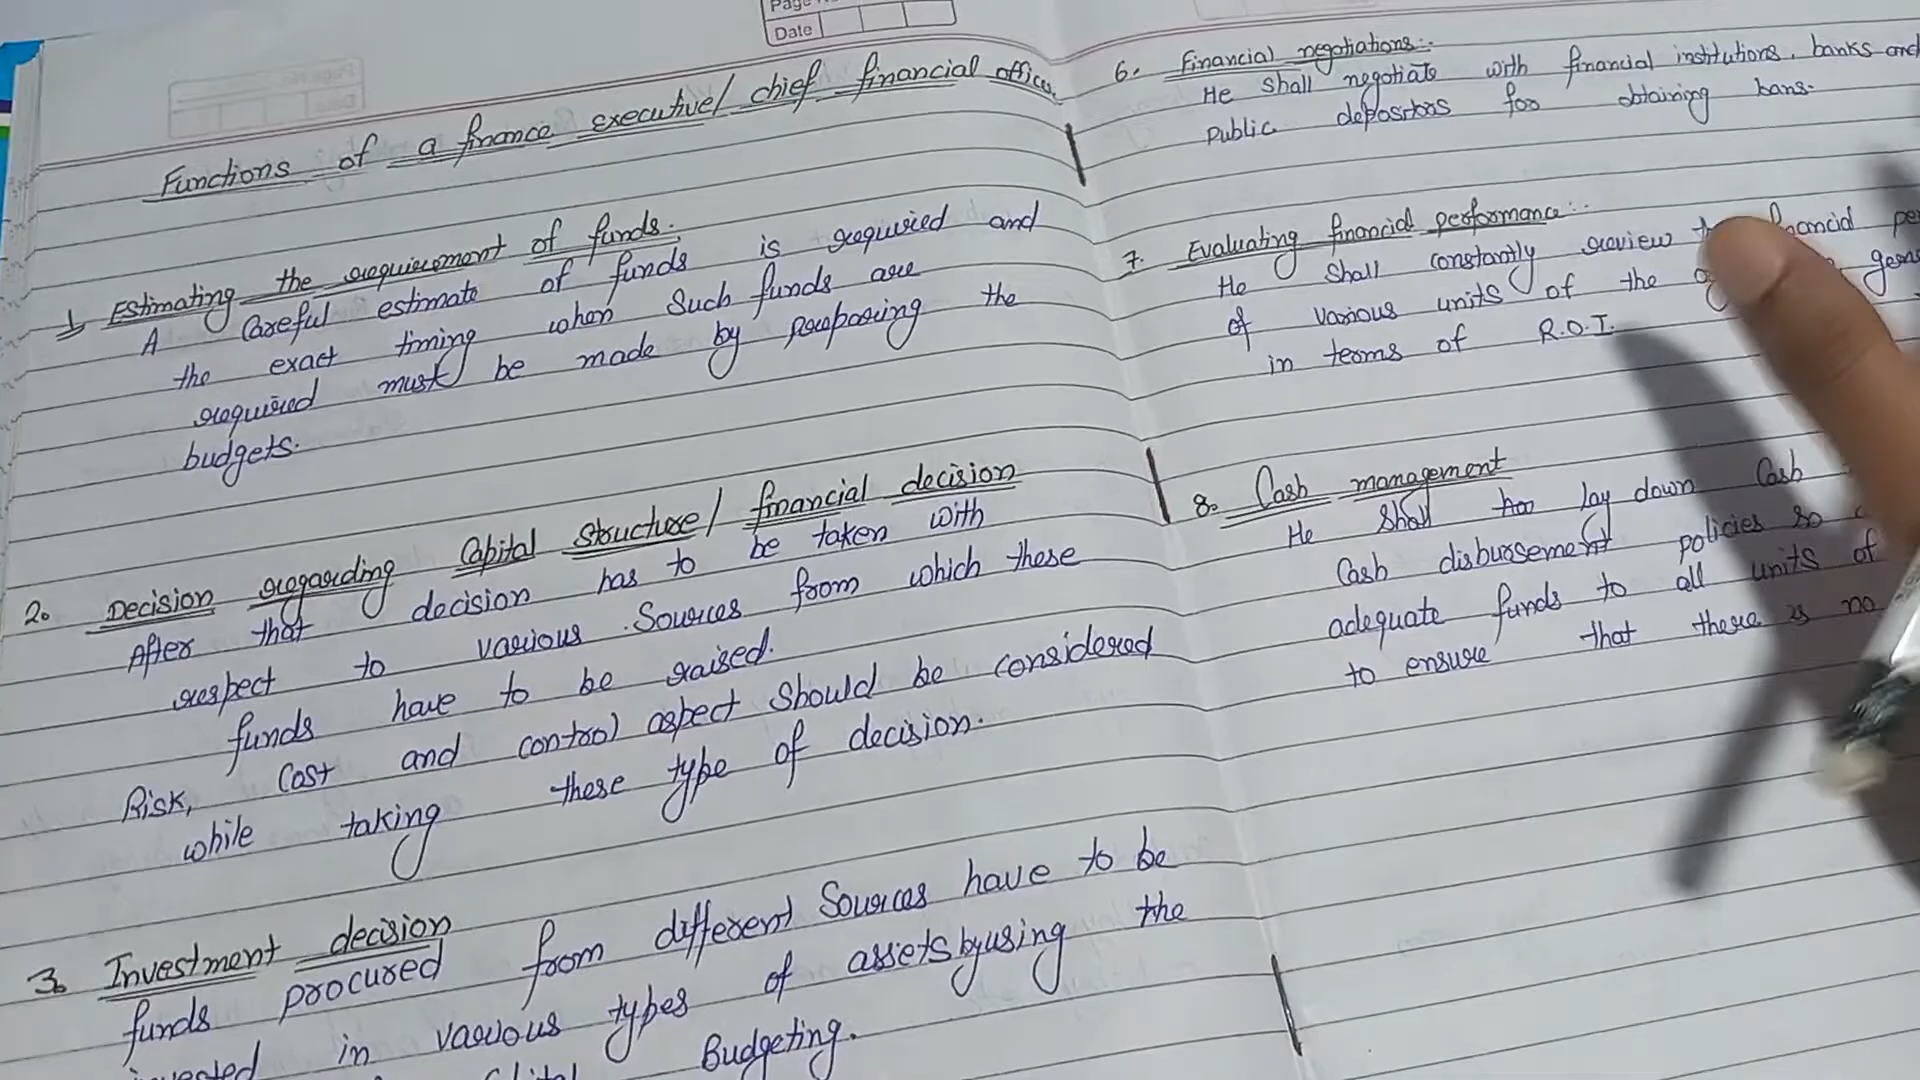 Date
Functions of a finance executive/ chief financial office
1 Estimating the requirement of funds.
A Careful estimate of funds is required and
the exact timing when such funds are
required must be made by preparing the
budgets.
2. Decision regarding Capital Structure/ financial decision
After that decision has to be taken with
respect to various Sources from which these
funds have to be raised.
Risk, Cost and control aspect should be considered
while taking these type of decision.
3. Investment decision
funds procured from different Sources have to be
invested in various types of assets by using the
Budgeting.
6. Financial negotiations:-
He shall negotiate with financial institutions, banks and
Public depositors for obtaining loans.
7. Evaluating financial performance:-
He shall constantly review financial per
of various units of the
in terms of R.O.I.
8. Cash management
He shall lay down Cash
Cash disbursement policies so
adequate funds to all units of
to ensure that there is no